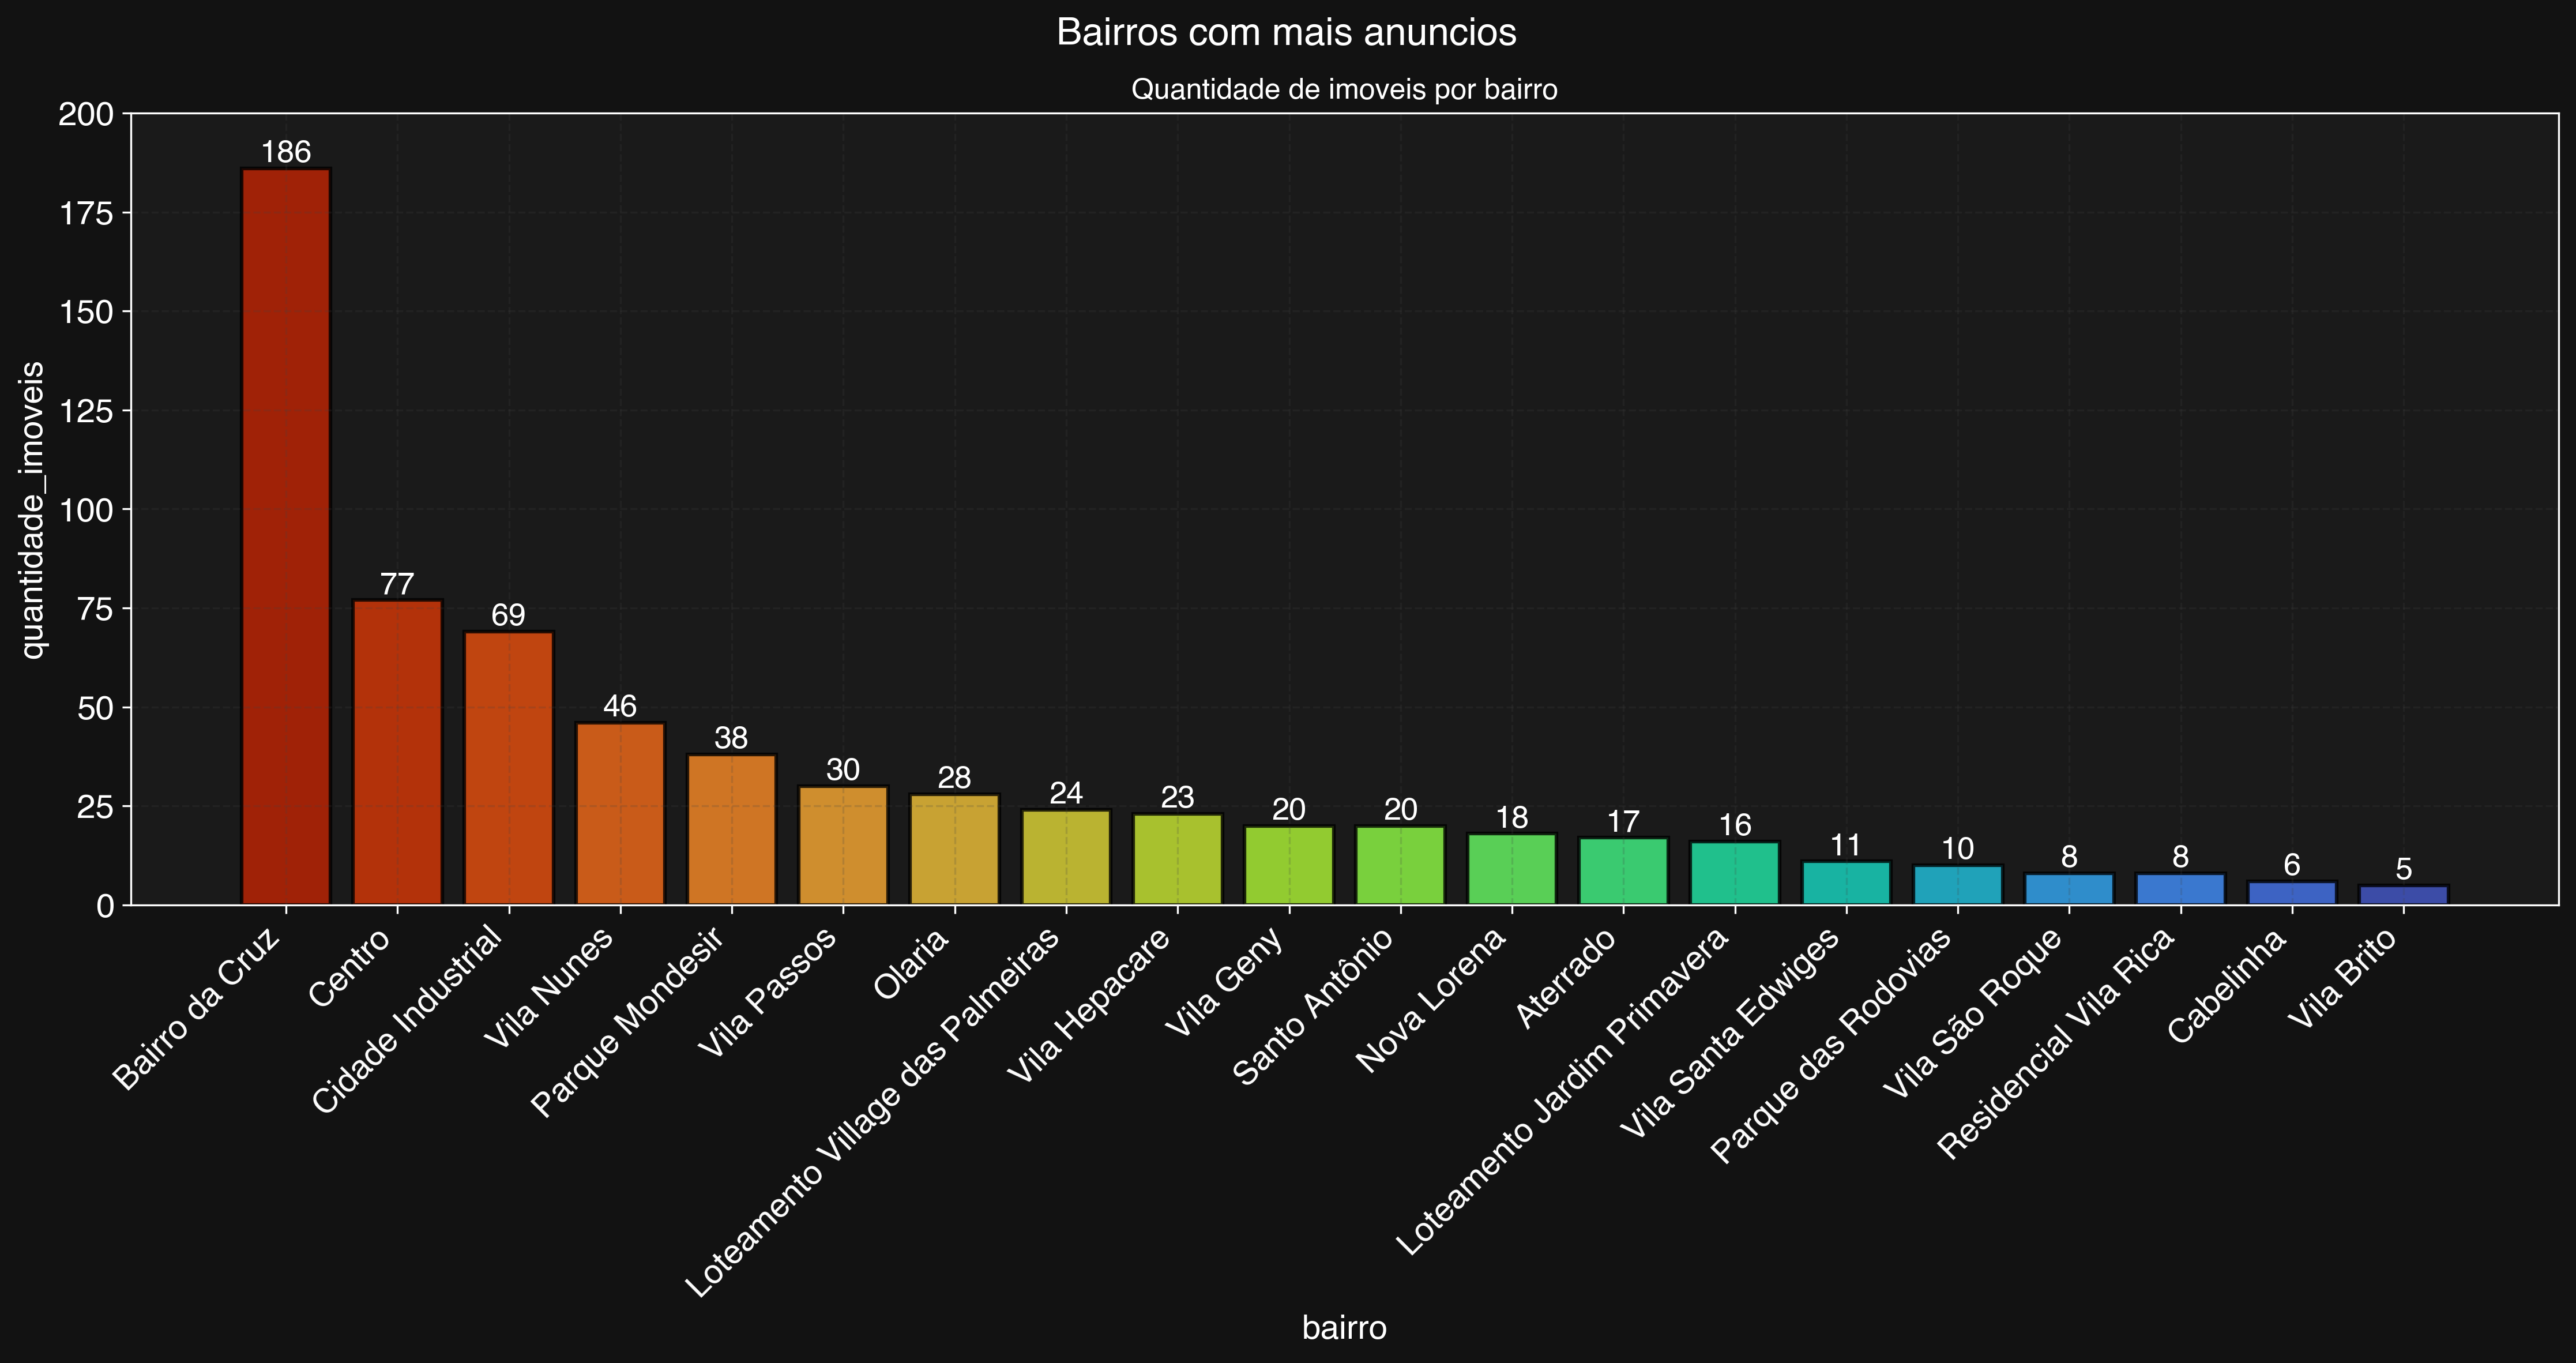 Bairros com mais anuncios
Quantidade de imoveis por bairro
quantidade_imoveis
200
175
150
125
100
75
50
25
0
186
77
69
46
38
30
28
24
23
20
20
18
17
16
11
10
8
8
6
5
Bairro da Cruz
Centro
Cidade Industrial
Vila Nunes
Parque Mondesir
Vila Passos
Olaria
Loteamento Village das Palmeiras
Vila Hepacare
Vila Geny
Santo Antônio
Nova Lorena
Aterrado
Loteamento Jardim Primavera
Vila Santa Edwiges
Parque das Rodovias
Vila São Roque
Residencial Vila Rica
Cabelinha
Vila Brito
bairro